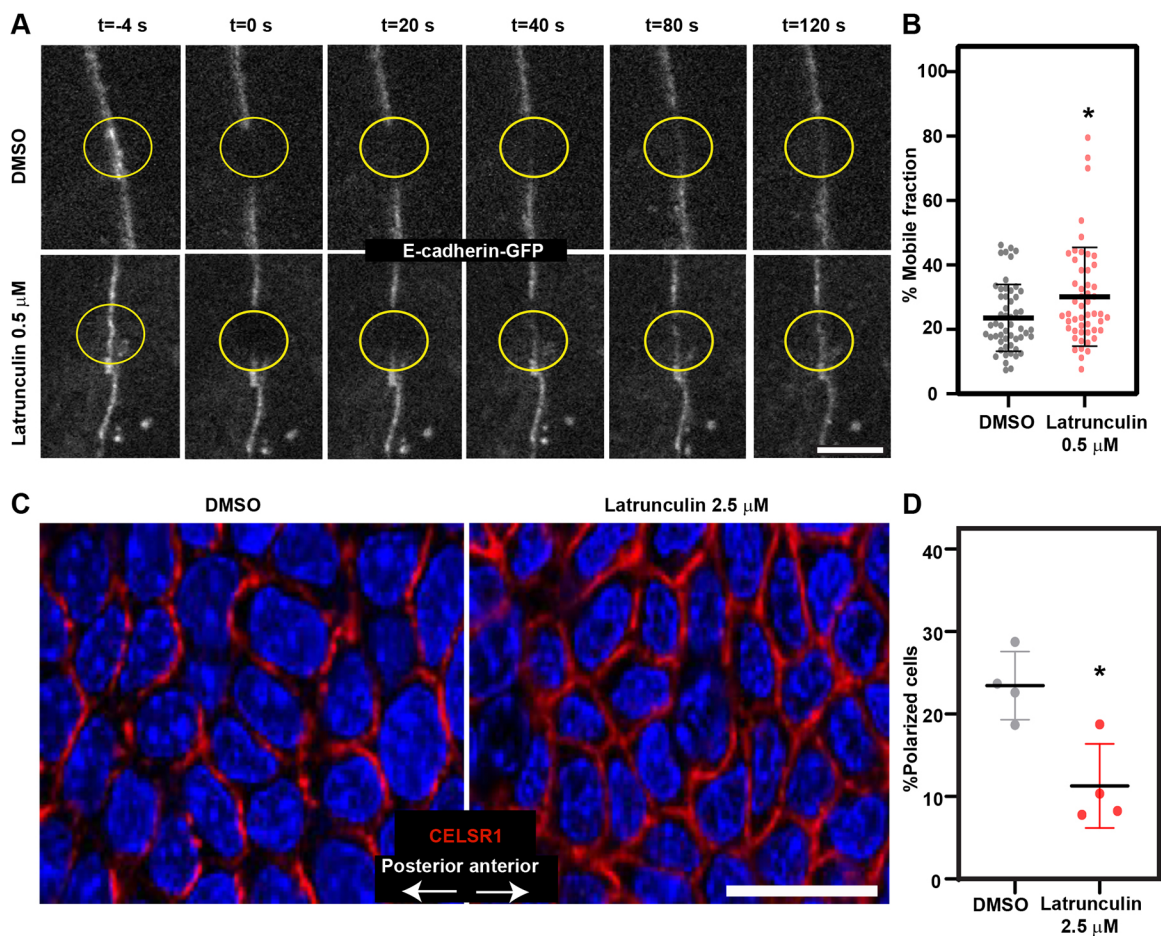 A
t=-4 s t=0 s t=20 s t=40 s t=80 s t=120 s
DMSO
E-cadherin-GFP
Latrunculin 0.5 μM
B
100
80
60
40
20
0
% Mobile fraction
*
DMSO Latrunculin
0.5 μM
C
DMSO Latrunculin 2.5 μM
CELSR1
Posterior anterior
D
40
30
20
10
0
%Polarized cells
*
DMSO Latrunculin
2.5 μM